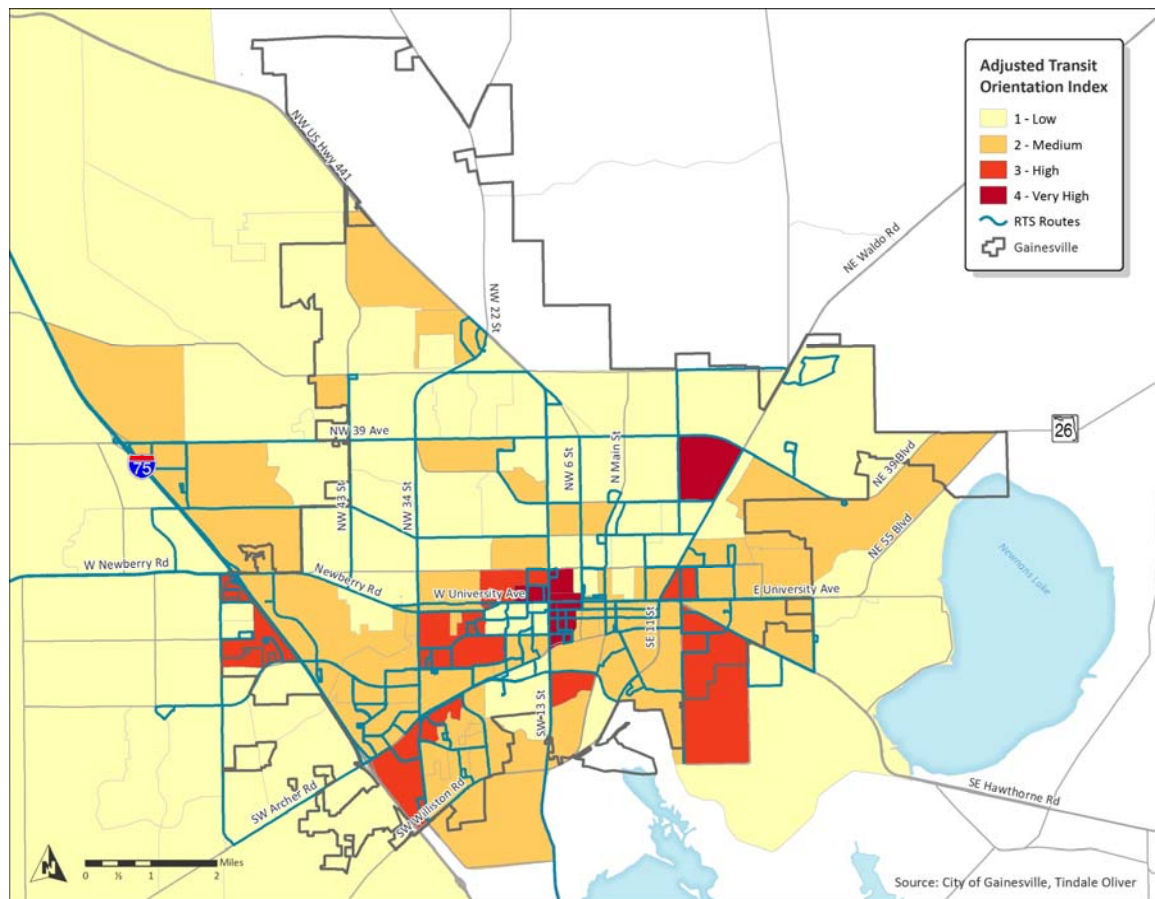 Adjusted Transit
Orientation Index
1 - Low
2 - Medium
3 - High
4 - Very High
RTS Routes
Gainesville
NW US Hwy 441
NW 22 St
NE Waldo Rd
26
NW 39 Ave
75
NW 43 St
NW 34 St
NW 6 St
N Main St
NE 39 Blvd
NE 55 Blvd
Newnans Lake
W Newberry Rd
Newberry Rd
W University Ave
E University Ave
SE 11 St
SW 13 St
SW Archer Rd
SW Williston Rd
SE Hawthorne Rd
N
Miles
0 ½ 1 2
Source: City of Gainesville, Tindale Oliver